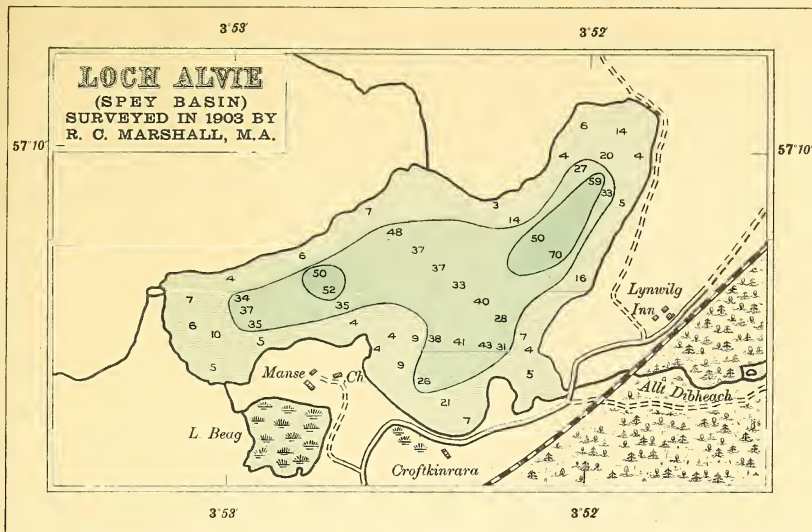 3°53′ 3°52′
LOCH ALVIE
(SPEY BASIN)
SURVEYED IN 1903 BY
R. C. MARSHALL, M.A.
57°10′ 57°10′
6 14
4 20 4
27
59
33
3 5
7 14
48
50
6 37 70
37
50 33 16
4
52
Lynwilg
Inn
7 34 40
37 35
28
6 35 4
10 5 4 9 38 41 43 31 7
4 4
5 9 26 5
Manse Ch.
Allt Dibheach
21
7
L. Beag
Croftkinrara
3°53′ 3°52′